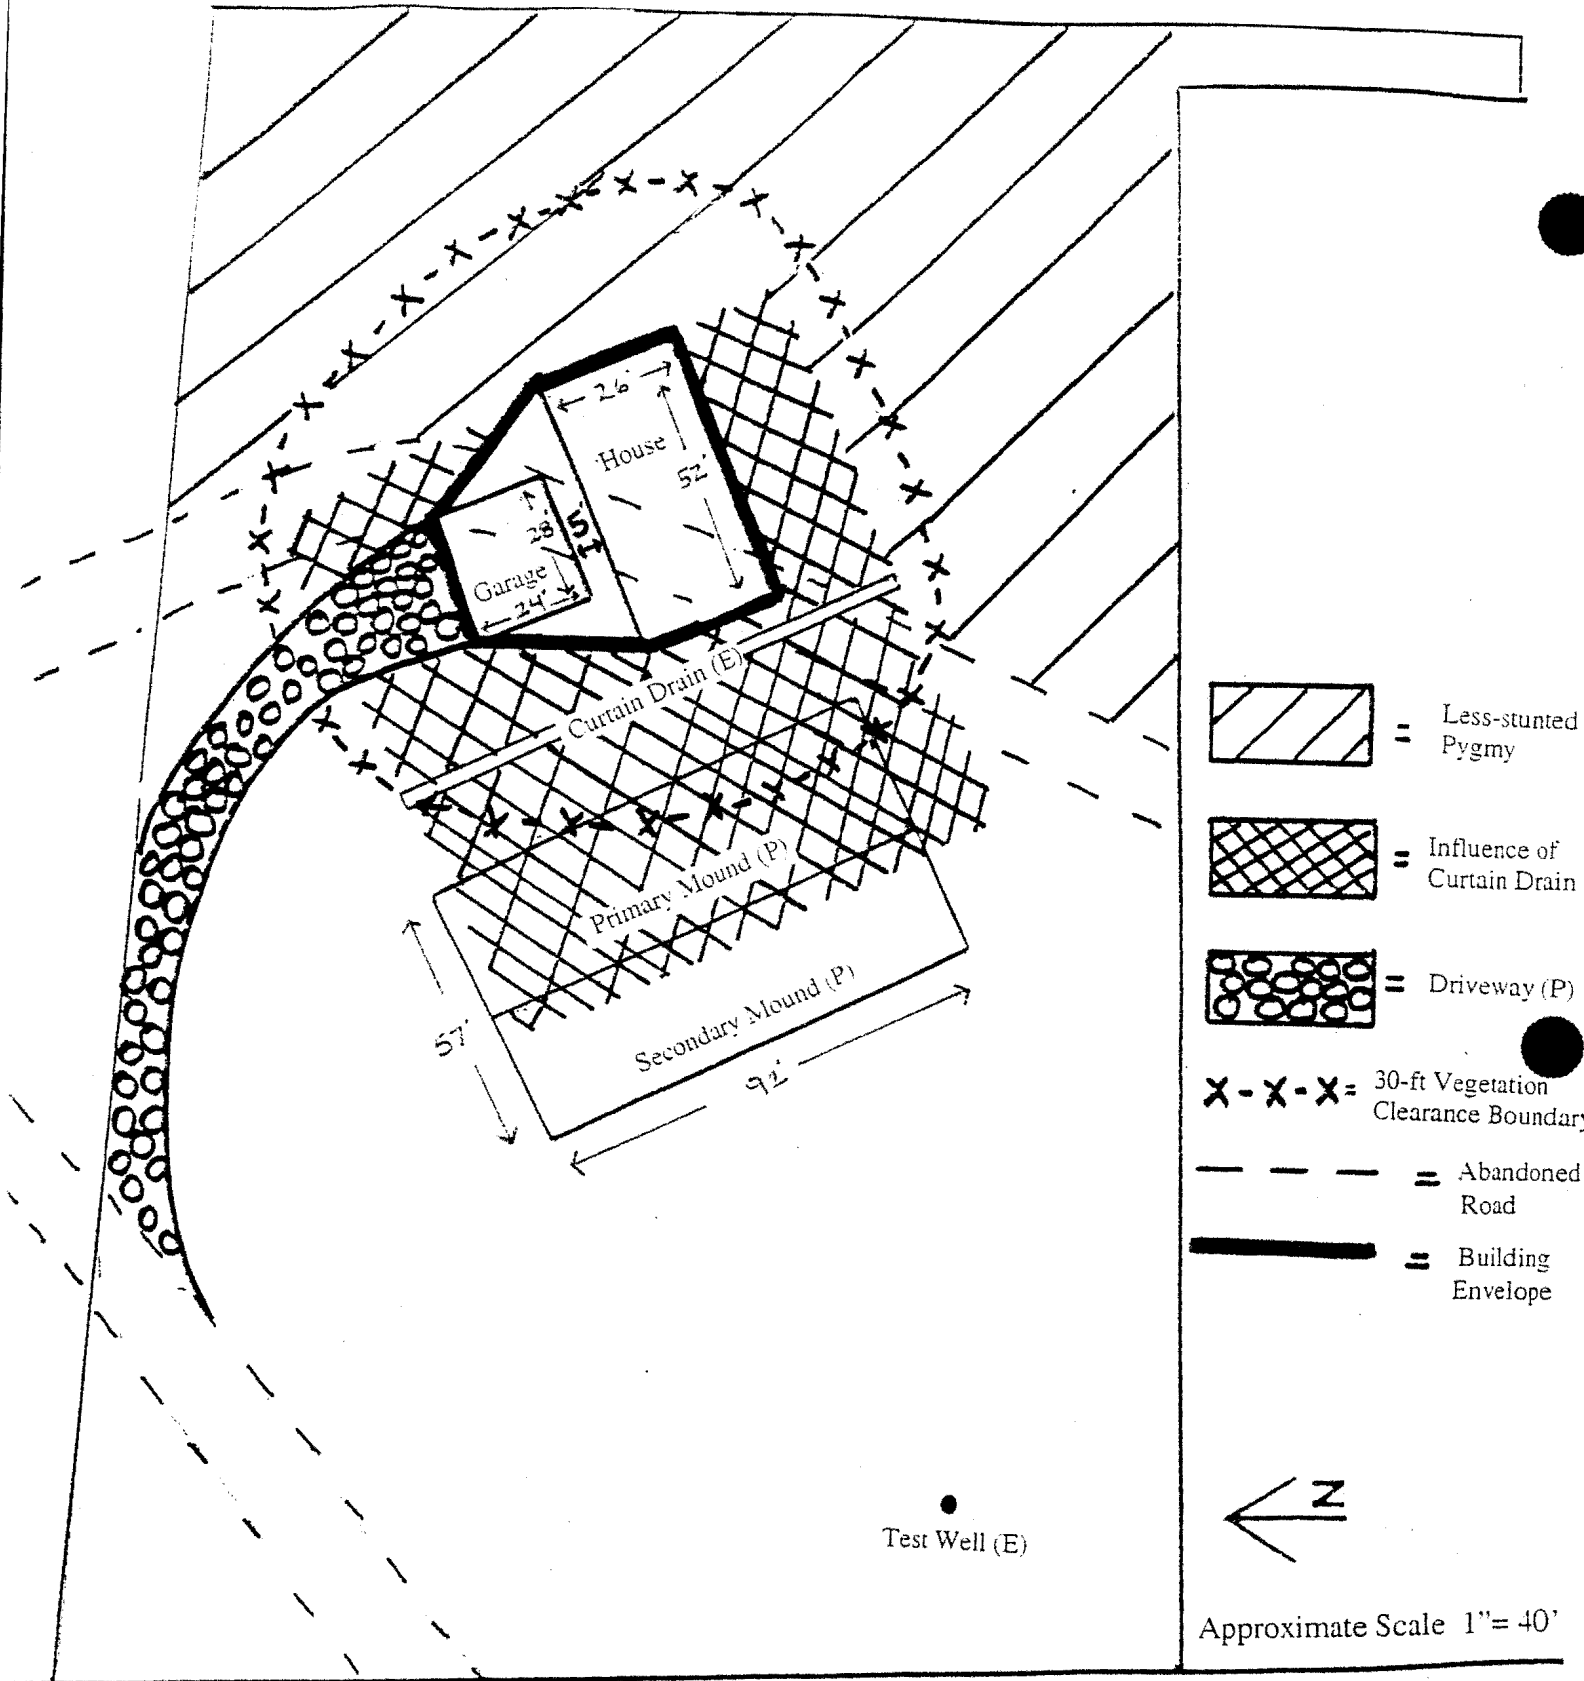 26'
House
52'
5'
28'
Garage
24'
Curtain Drain (E)
Primary Mound (P)
Secondary Mound (P)
57'
92'
Test Well (E)
= Less-stunted
Pygmy
= Influence of
Curtain Drain
= Driveway (P)
X - X - X = 30-ft Vegetation
Clearance Boundary
= Abandoned
Road
= Building
Envelope
N
Approximate Scale 1"= 40'